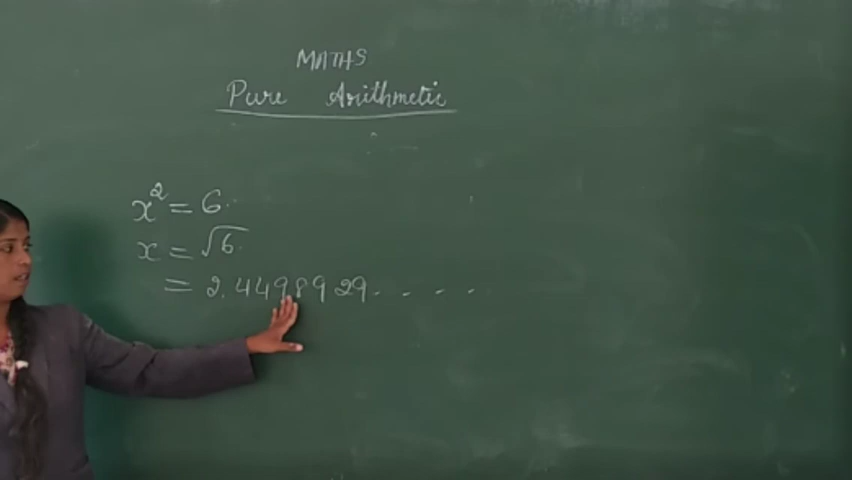 MATHS
Pure Arithmetic
x² = 6.
x = √6.
= 2.4498929. . . . .